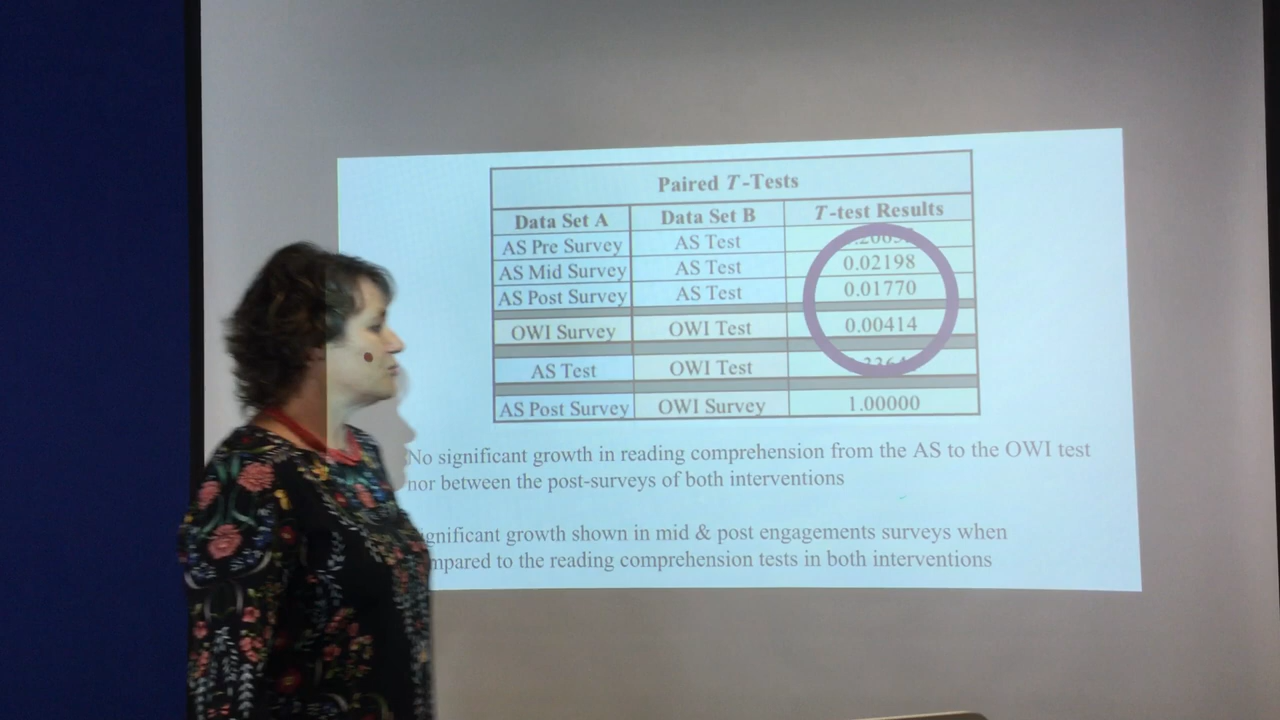 Paired T-Tests
Data Set A Data Set B T-test Results
AS Pre Survey AS Test
AS Mid Survey AS Test 0.02198
AS Post Survey AS Test 0.01770
OWI Survey OWI Test 0.00414
AS Test OWI Test
AS Post Survey OWI Survey 1.00000
No significant growth in reading comprehension from the AS to the OWI test
nor between the post-surveys of both interventions
growth shown in mid & post engagements surveys when
to the reading comprehension tests in both interventions